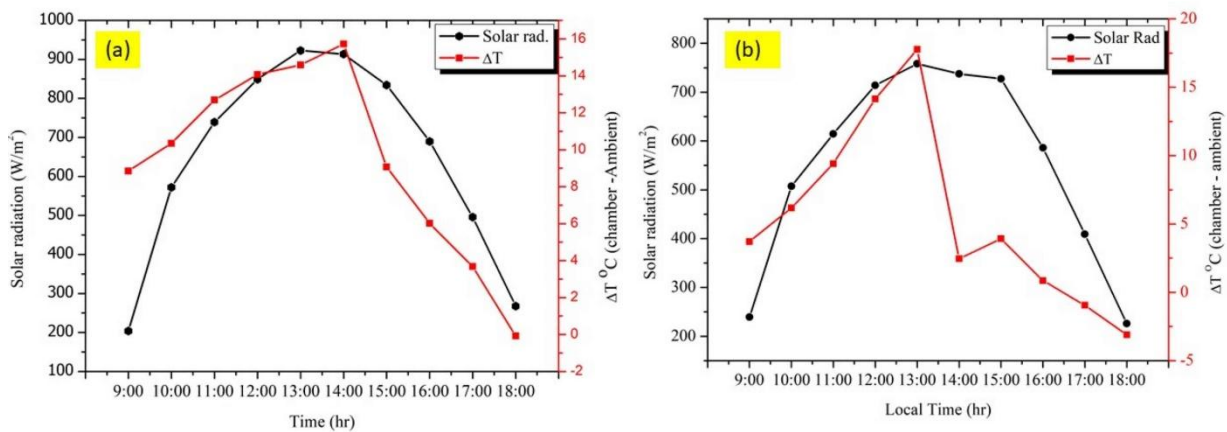 (a)
Solar rad.
ΔT
Solar radiation (W/m²)
1000
900
800
700
600
500
400
300
200
100
16
14
12
10
8
6
4
2
0
-2
ΔT °C (chamber -Ambient)
9:00 10:00 11:00 12:00 13:00 14:00 15:00 16:00 17:00 18:00
Time (hr)
(b)
Solar Rad
ΔT
Solar radiation (W/m²)
800
700
600
500
400
300
200
20
15
10
5
0
-5
ΔT °C (chamber - ambient)
9:00 10:00 11:00 12:00 13:00 14:00 15:00 16:00 17:00 18:00
Local Time (hr)